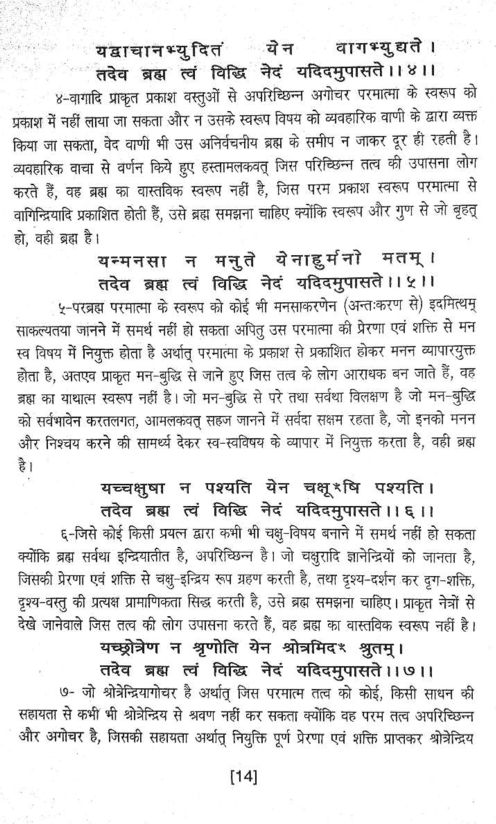 यद्वाचानभ्युदितं येन वागभ्युद्यते ।
तदेव ब्रह्म त्वं विद्धि नेदं यदिदमुपासते ।।४।।
४-वागादि प्राकृत प्रकाश वस्तुओं से अपरिच्छिन्न अगोचर परमात्मा के स्वरूप को
प्रकाश में नहीं लाया जा सकता और न उसके स्वरूप विषय को व्यवहारिक वाणी के द्वारा व्यक्त
किया जा सकता, वेद वाणी भी उस अनिर्वचनीय ब्रह्म के समीप न जाकर दूर ही रहती है।
व्यवहारिक वाचा से वर्णन किये हुए हस्तामलकवत् जिस परिच्छिन्न तत्व की उपासना लोग
करते हैं, वह ब्रह्म का वास्तविक स्वरूप नहीं है, जिस परम प्रकाश स्वरूप परमात्मा से
वागिन्द्रियादि प्रकाशित होती हैं, उसे ब्रह्म समझना चाहिए क्योंकि स्वरूप और गुण से जो बृहत्
हो, वही ब्रह्म है।
यन्मनसा न मनुते येनाहुर्मनो मतम् ।
तदेव ब्रह्म त्वं विद्धि नेदं यदिदमुपासते ।।५।।
५-परब्रह्म परमात्मा के स्वरूप को कोई भी मनसाकरणेन (अन्तःकरण से) इदमित्थम्
साकल्यतया जानने में समर्थ नहीं हो सकता अपितु उस परमात्मा की प्रेरणा एवं शक्ति से मन
स्व विषय में नियुक्त होता है अर्थात् परमात्मा के प्रकाश से प्रकाशित होकर मनन व्यापारयुक्त
होता है, अतएव प्राकृत मन-बुद्धि से जाने हुए जिस तत्व के लोग आराधक बन जाते हैं, वह
ब्रह्म का याथात्म स्वरूप नहीं है। जो मन-बुद्धि से परे तथा सर्वथा विलक्षण है जो मन-बुद्धि
को सर्वभावेन करतलगत, आमलकवत् सहज जानने में सर्वदा सक्षम रहता है, जो इनको मनन
और निश्चय करने की सामर्थ्य देकर स्व-स्वविषय के व्यापार में नियुक्त करता है, वही ब्रह्म
है।
यच्चक्षुषा न पश्यति येन चक्षूँषि पश्यति ।
तदेव ब्रह्म त्वं विद्धि नेदं यदिदमुपासते ।।६।।
६-जिसे कोई किसी प्रयत्न द्वारा कभी भी चक्षु-विषय बनाने में समर्थ नहीं हो सकता
क्योंकि ब्रह्म सर्वथा इन्द्रियातीत है, अपरिच्छिन्न है। जो चक्षुरादि ज्ञानेन्द्रियों को जानता है,
जिसकी प्रेरणा एवं शक्ति से चक्षु-इन्द्रिय रूप ग्रहण करती है, तथा दृश्य-दर्शन कर दृग-शक्ति,
दृश्य-वस्तु की प्रत्यक्ष प्रामाणिकता सिद्ध करती है, उसे ब्रह्म समझना चाहिए। प्राकृत नेत्रों से
देखे जानेवाले जिस तत्व की लोग उपासना करते हैं, वह ब्रह्म का वास्तविक स्वरूप नहीं है।
यच्छ्रोत्रेण न श्रृणोति येन श्रोत्रमिदँ श्रुतम् ।
तदेव ब्रह्म त्वं विद्धि नेदं यदिदमुपासते ।।७।।
७- जो श्रोत्रेन्द्रियागोचर है अर्थात् जिस परमात्म तत्व को कोई, किसी साधन की
सहायता से कभी भी श्रोत्रेन्द्रिय से श्रवण नहीं कर सकता क्योंकि वह परम तत्व अपरिच्छिन्न
और अगोचर है, जिसकी सहायता अर्थात् नियुक्ति पूर्ण प्रेरणा एवं शक्ति प्राप्तकर श्रोत्रेन्द्रिय
[14]